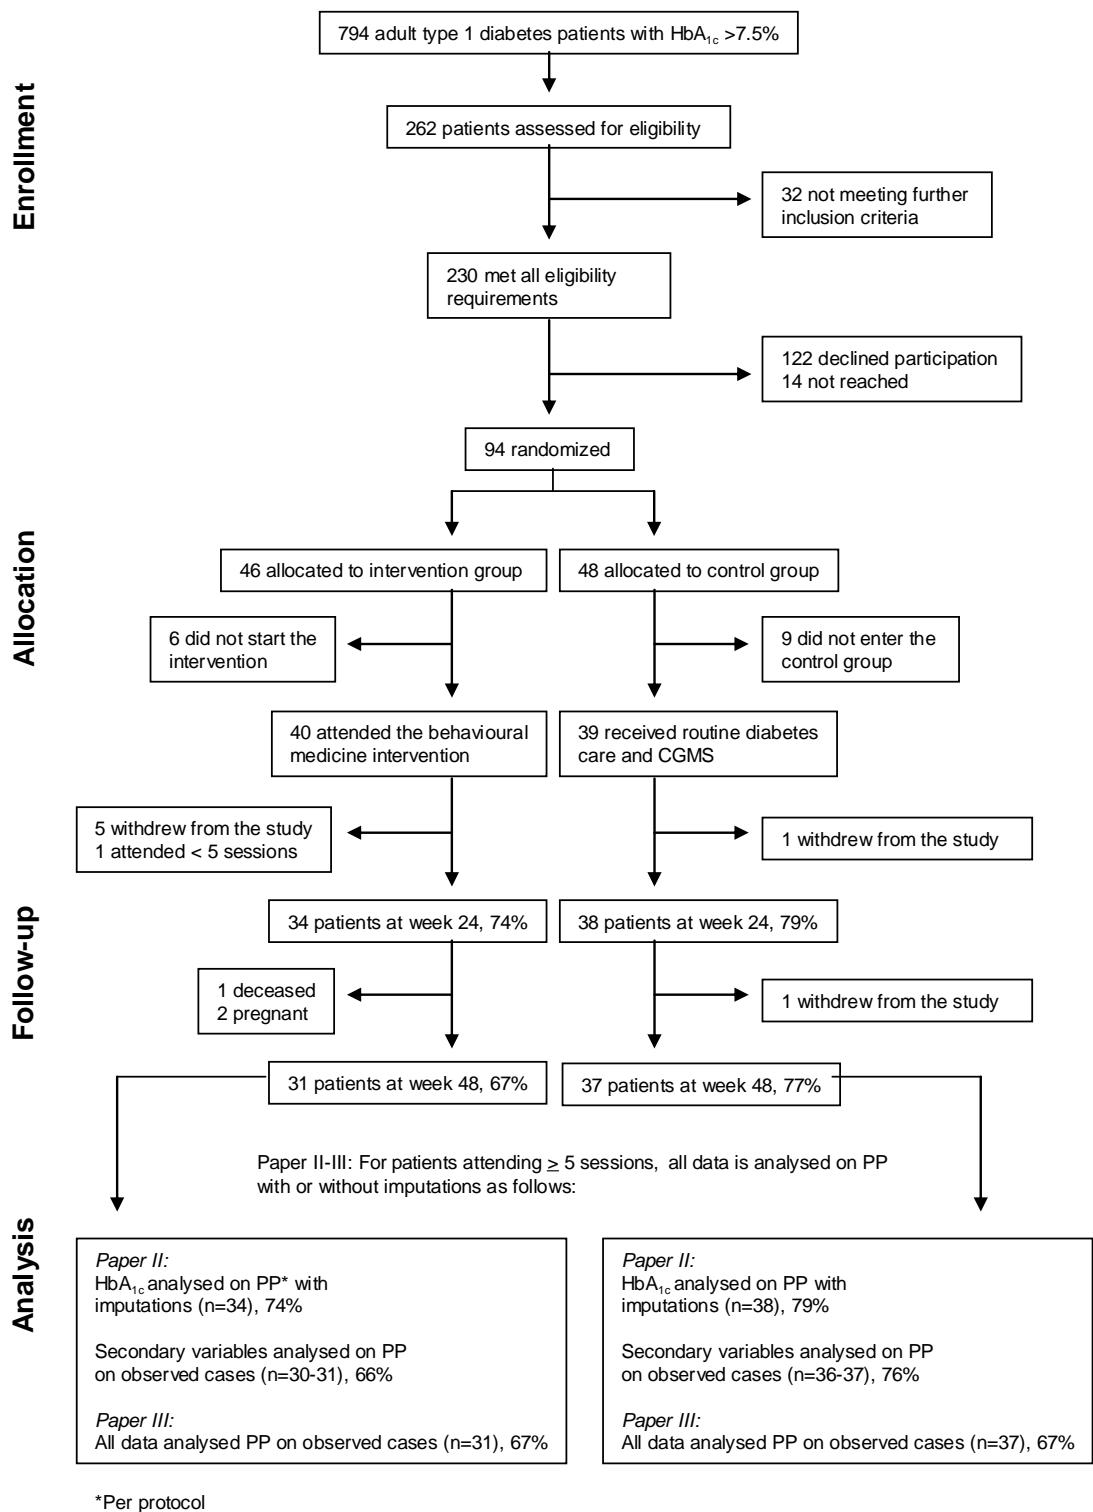 794 adult type 1 diabetes patients with HbA1c >7.5%
Enrollment
262 patients assessed for eligibility
32 not meeting further
inclusion criteria
230 met all eligibility
requirements
122 declined participation
14 not reached
94 randomized
Allocation
46 allocated to intervention group
48 allocated to control group
6 did not start the
intervention
9 did not enter the
control group
40 attended the behavioural
medicine intervention
39 received routine diabetes
care and CGMS
5 withdrew from the study
1 attended < 5 sessions
1 withdrew from the study
Follow-up
34 patients at week 24, 74%
38 patients at week 24, 79%
1 deceased
2 pregnant
1 withdrew from the study
31 patients at week 48, 67%
37 patients at week 48, 77%
Paper II-III: For patients attending ≥ 5 sessions, all data is analysed on PP
with or without imputations as follows:
Analysis
Paper II:
HbA1c analysed on PP* with
imputations (n=34), 74%
Secondary variables analysed on PP
on observed cases (n=30-31), 66%
Paper III:
All data analysed PP on observed cases (n=31), 67%
Paper II:
HbA1c analysed on PP with
imputations (n=38), 79%
Secondary variables analysed on PP
on observed cases (n=36-37), 76%
Paper III:
All data analysed PP on observed cases (n=37), 67%
*Per protocol